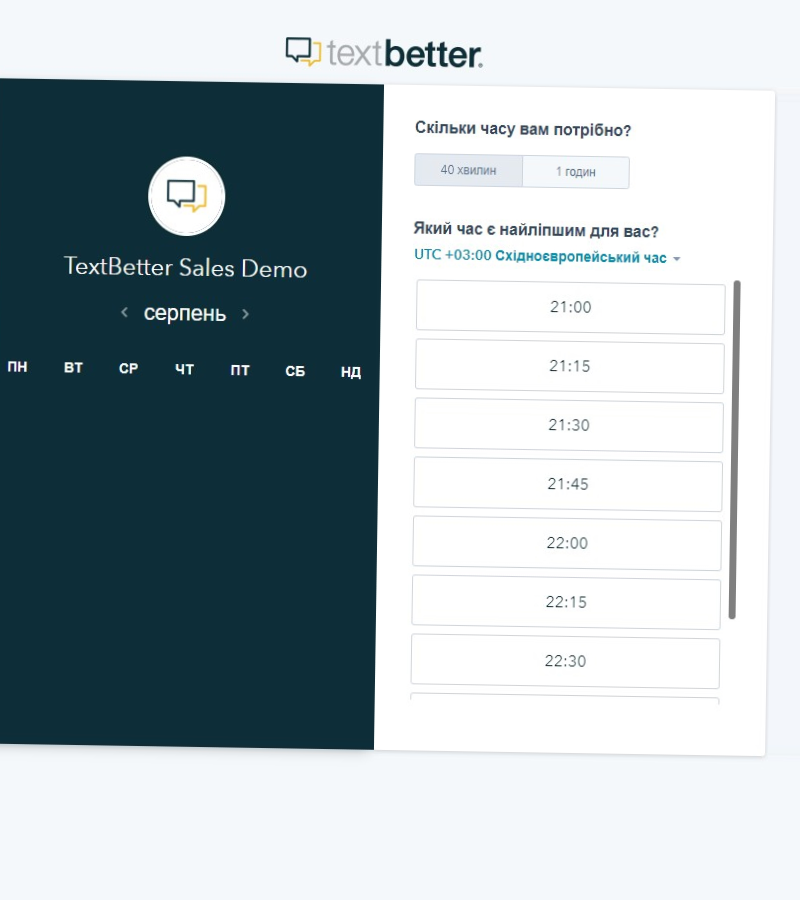 textbetter.
TextBetter Sales Demo
серпень
ПН ВТ СР ЧТ ПТ СБ НД
Скільки часу вам потрібно?
40 хвилин 1 годин
Який час є найліпшим для вас?
UTC +03:00 Східноєвропейський час
21:00
21:15
21:30
21:45
22:00
22:15
22:30